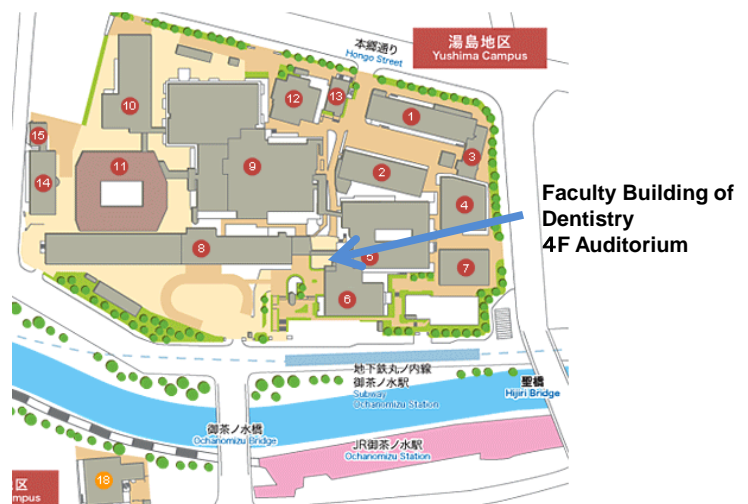 本郷通り
Hongo Street
湯島地区
Yushima Campus
13
12
10
1
15
3
11
9
2
14
4
Faculty Building of
Dentistry
4F Auditorium
8
5
7
6
地下鉄丸ノ内線
御茶ノ水駅
Subway
Ochanomizu Station
聖橋
Hijiri Bridge
御茶ノ水橋
Ochanomizu Bridge
JR御茶ノ水駅
Ochanomizu Station
区
mpus
18